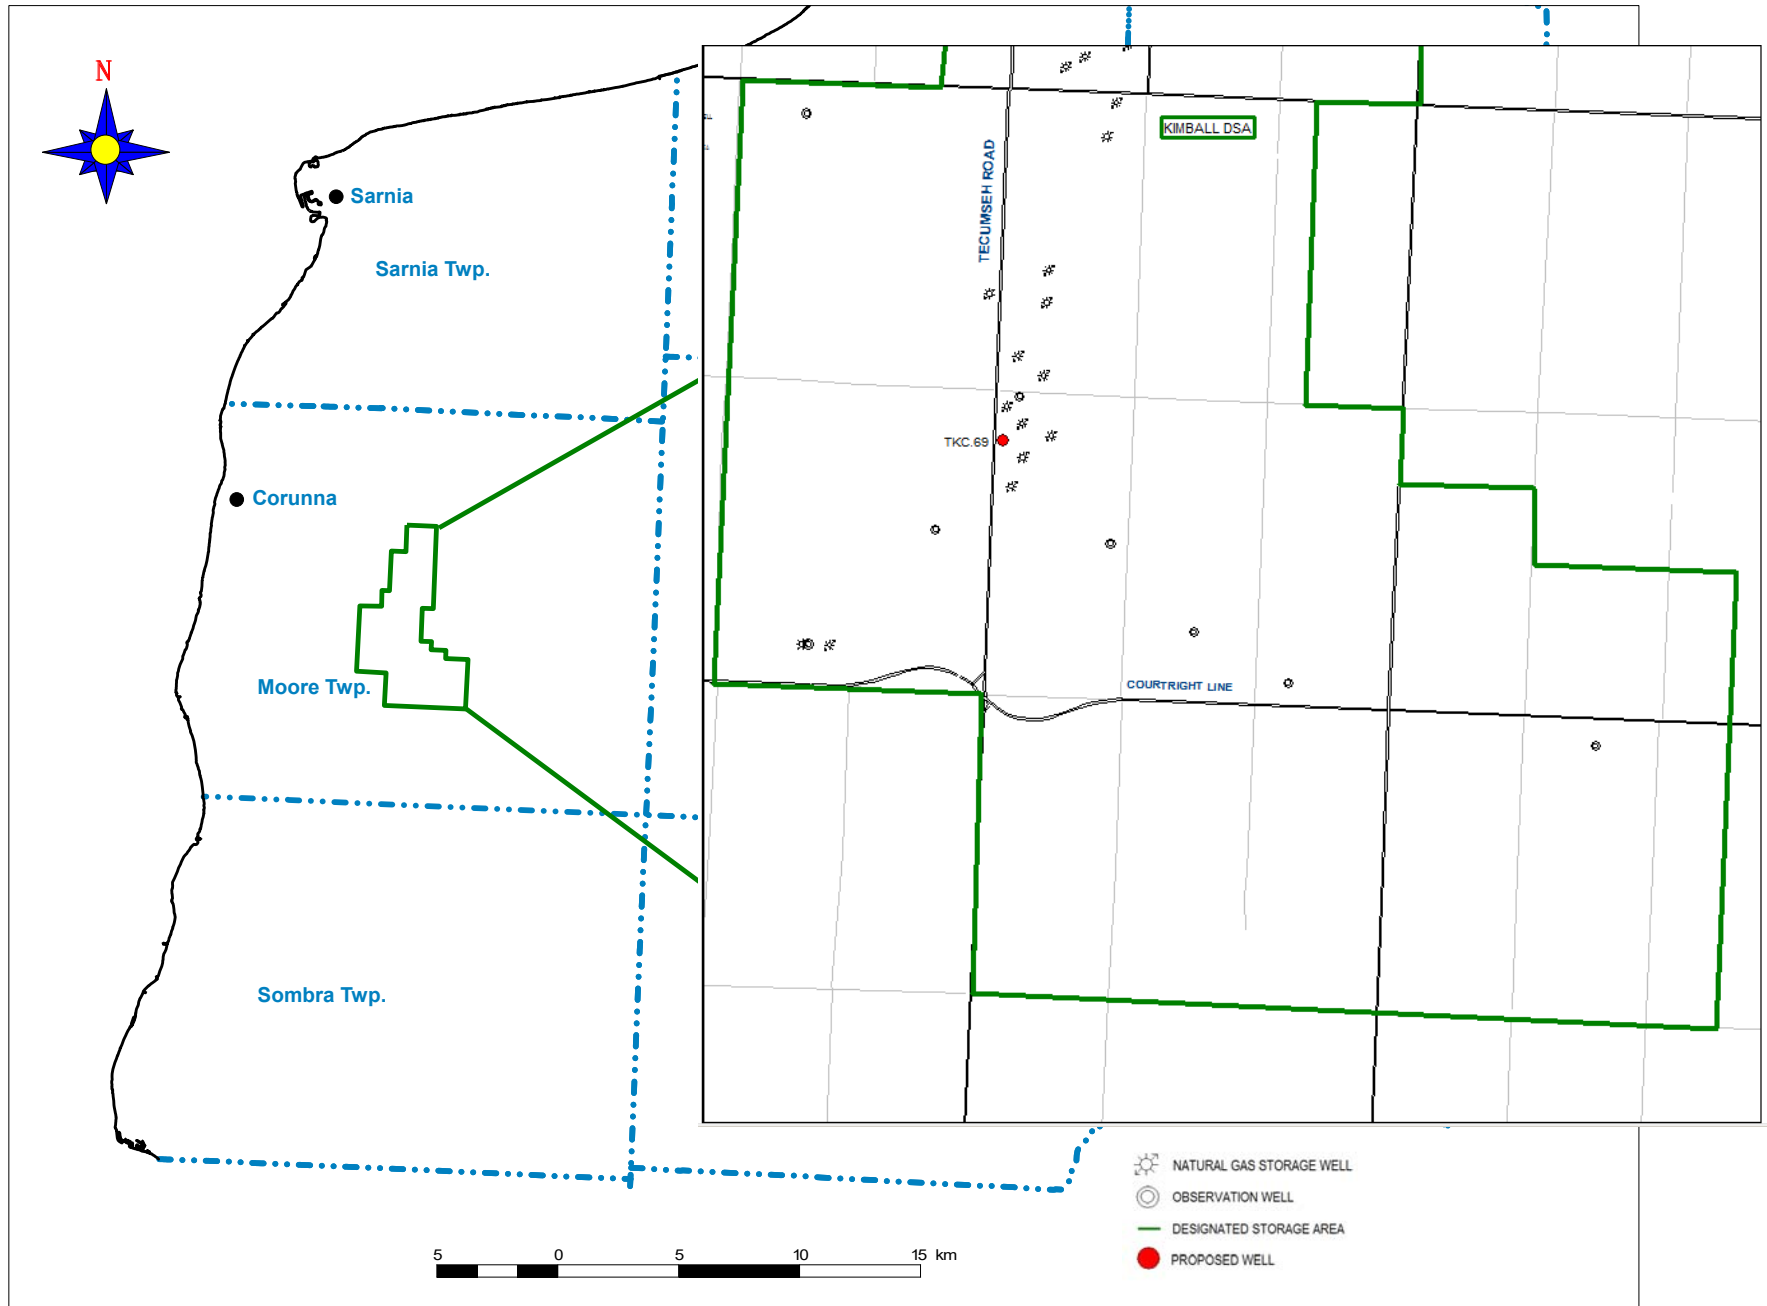 N
Sarnia
Sarnia Twp.
Corunna
Moore Twp.
Sombra Twp.
KIMBALL DSA
TECUMSEH ROAD
TKC.69
COURTRIGHT LINE
NATURAL GAS STORAGE WELL
OBSERVATION WELL
DESIGNATED STORAGE AREA
PROPOSED WELL
5 0 5 10 15 km